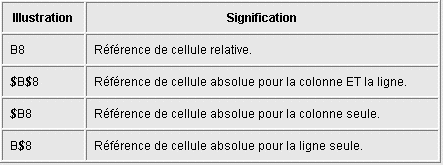 Illustration Signification
B8 Référence de cellule relative.
$B$8 Référence de cellule absolue pour la colonne ET la ligne.
$B8 Référence de cellule absolue pour la colonne seule.
B$8 Référence de cellule absolue pour la ligne seule.